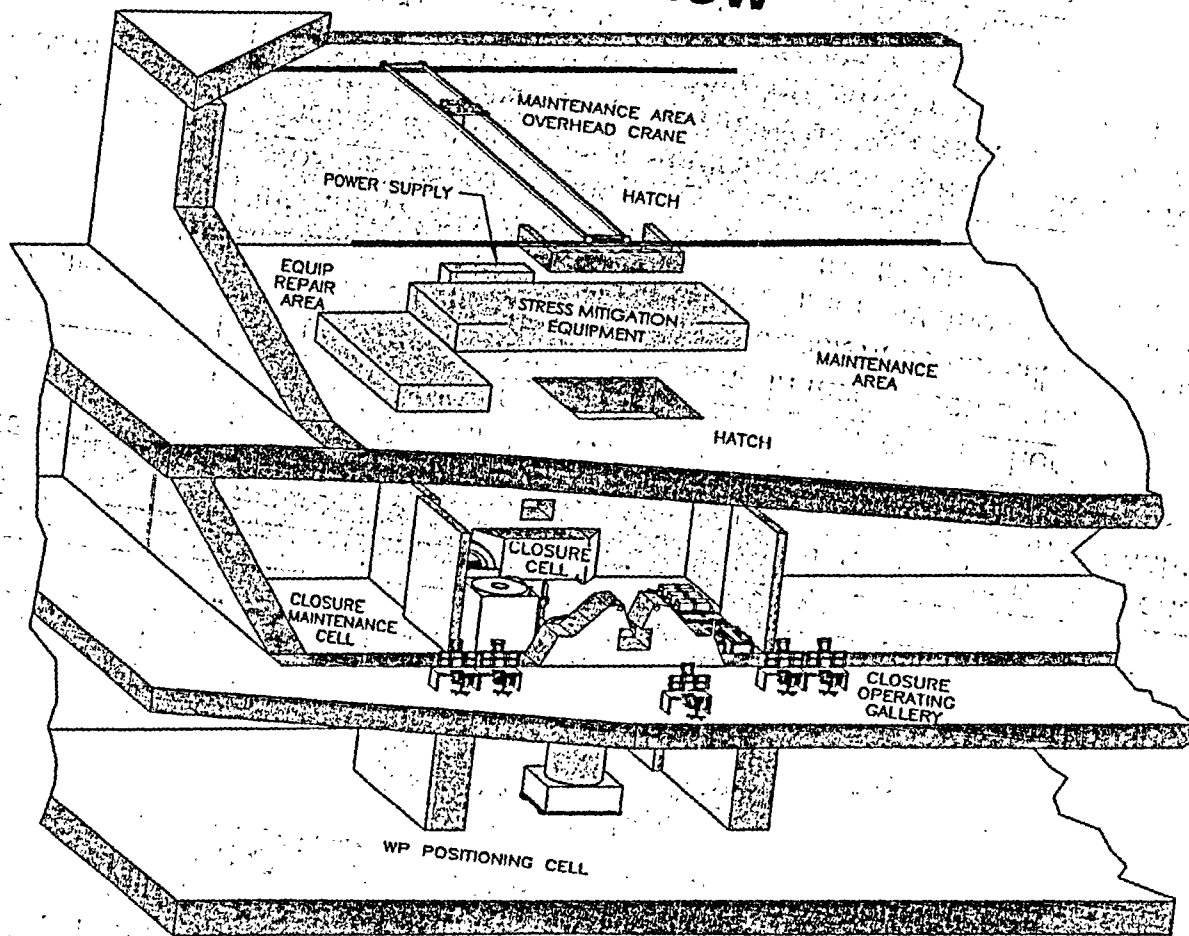 MAINTENANCE AREA
OVERHEAD CRANE
POWER SUPPLY
HATCH
EQUIP
REPAIR
AREA
STRESS MITIGATION
EQUIPMENT
MAINTENANCE
AREA
HATCH
CLOSURE
CELL
CLOSURE
MAINTENANCE
CELL
CLOSURE
OPERATING
GALLERY
WP POSITIONING CELL